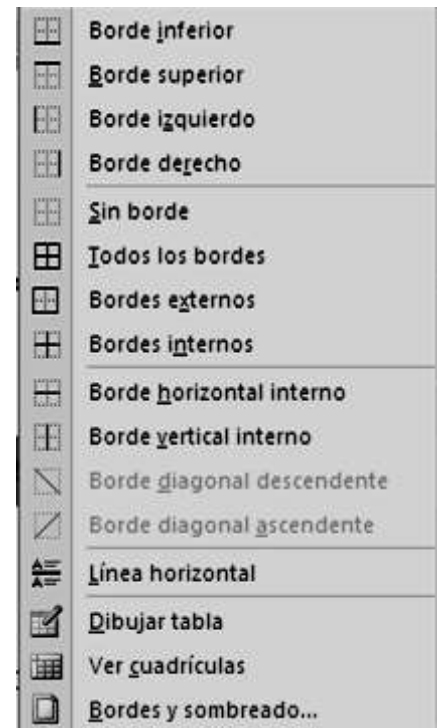 Borde inferior
Borde superior
Borde izquierdo
Borde derecho
Sin borde
Todos los bordes
Bordes externos
Bordes internos
Borde horizontal interno
Borde vertical interno
Borde diagonal descendente
Borde diagonal ascendente
Línea horizontal
Dibujar tabla
Ver cuadrículas
Bordes y sombreado...